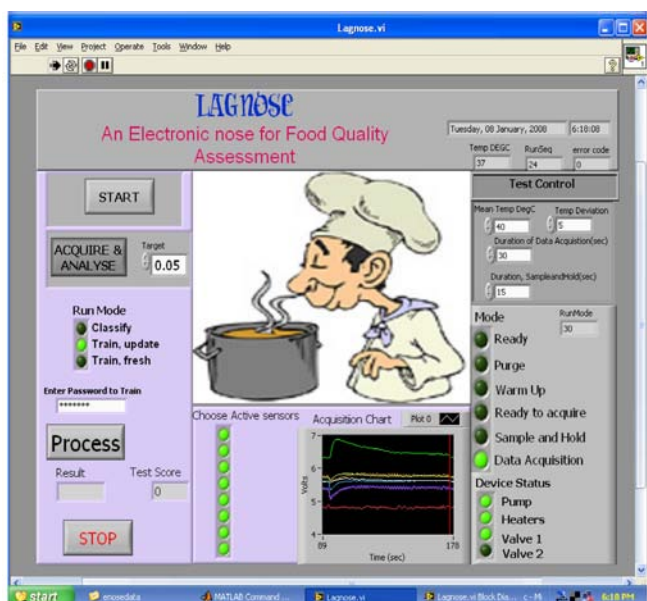 Lagnose.vi
File Edit View Project Operate Tools Window Help
LAGNOSE
An Electronic nose for Food Quality
Assessment
Tuesday, 08 January, 2008 6:18:08
Temp DEGC RunSeq error code
37 24 0
START
ACQUIRE &
ANALYSE
Target
0.05
Run Mode
Classify
Train, update
Train, fresh
Enter Password to Train
*******
Process
Result Test Score
0
STOP
Choose Active sensors
Acquisition Chart Plot 0
Volts
7-
6-
5-
4-
89 178
Time (sec)
Test Control
Mean Temp DegC Temp Deviation
40 5
Duration of Data Acquistion(sec)
30
Duration, SampleandHold(sec)
15
Mode RunMode
30
Ready
Purge
Warm Up
Ready to acquire
Sample and Hold
Data Acquisition
Device Status
Pump
Heaters
Valve 1
Valve 2
start enosedata MATLAB Command ... Lagnose.vi Lagnose.vi Block Dia... 6:18 PM